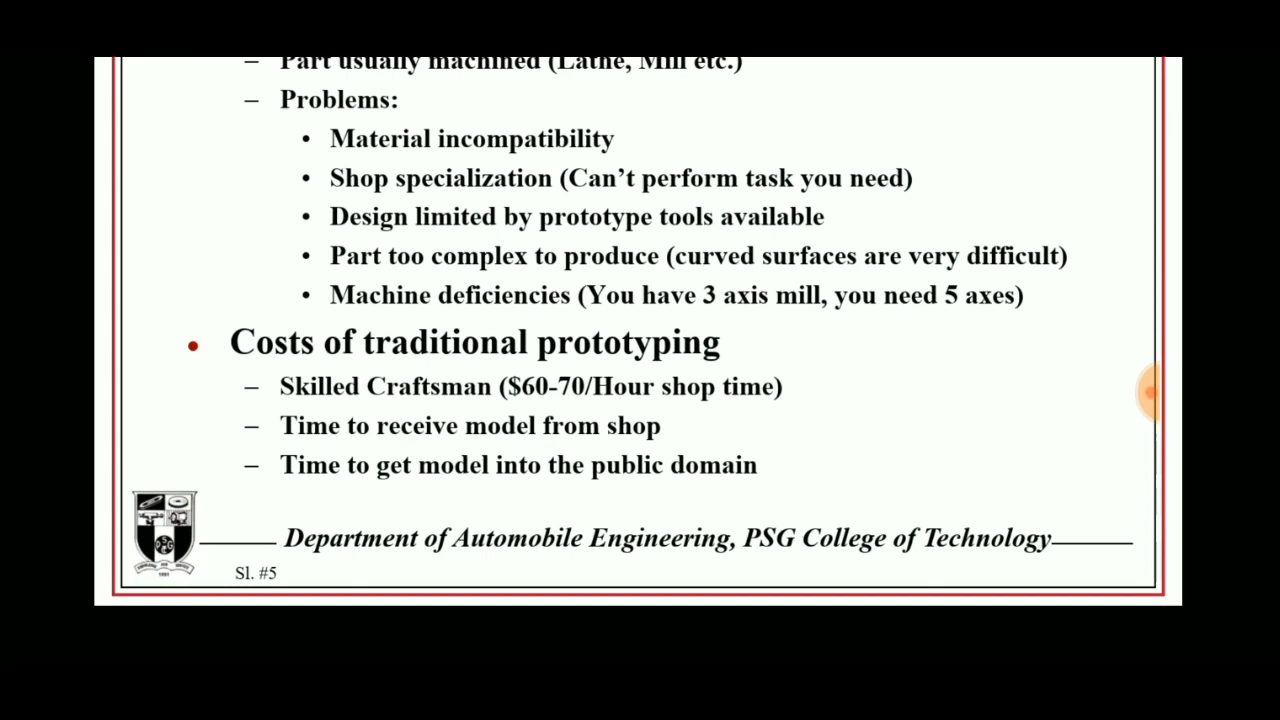 – Part usually machined (Lathe, Mill etc.)
– Problems:
• Material incompatibility
• Shop specialization (Can't perform task you need)
• Design limited by prototype tools available
• Part too complex to produce (curved surfaces are very difficult)
• Machine deficiencies (You have 3 axis mill, you need 5 axes)
• Costs of traditional prototyping
– Skilled Craftsman ($60-70/Hour shop time)
– Time to receive model from shop
– Time to get model into the public domain
Department of Automobile Engineering, PSG College of Technology
Sl. #5